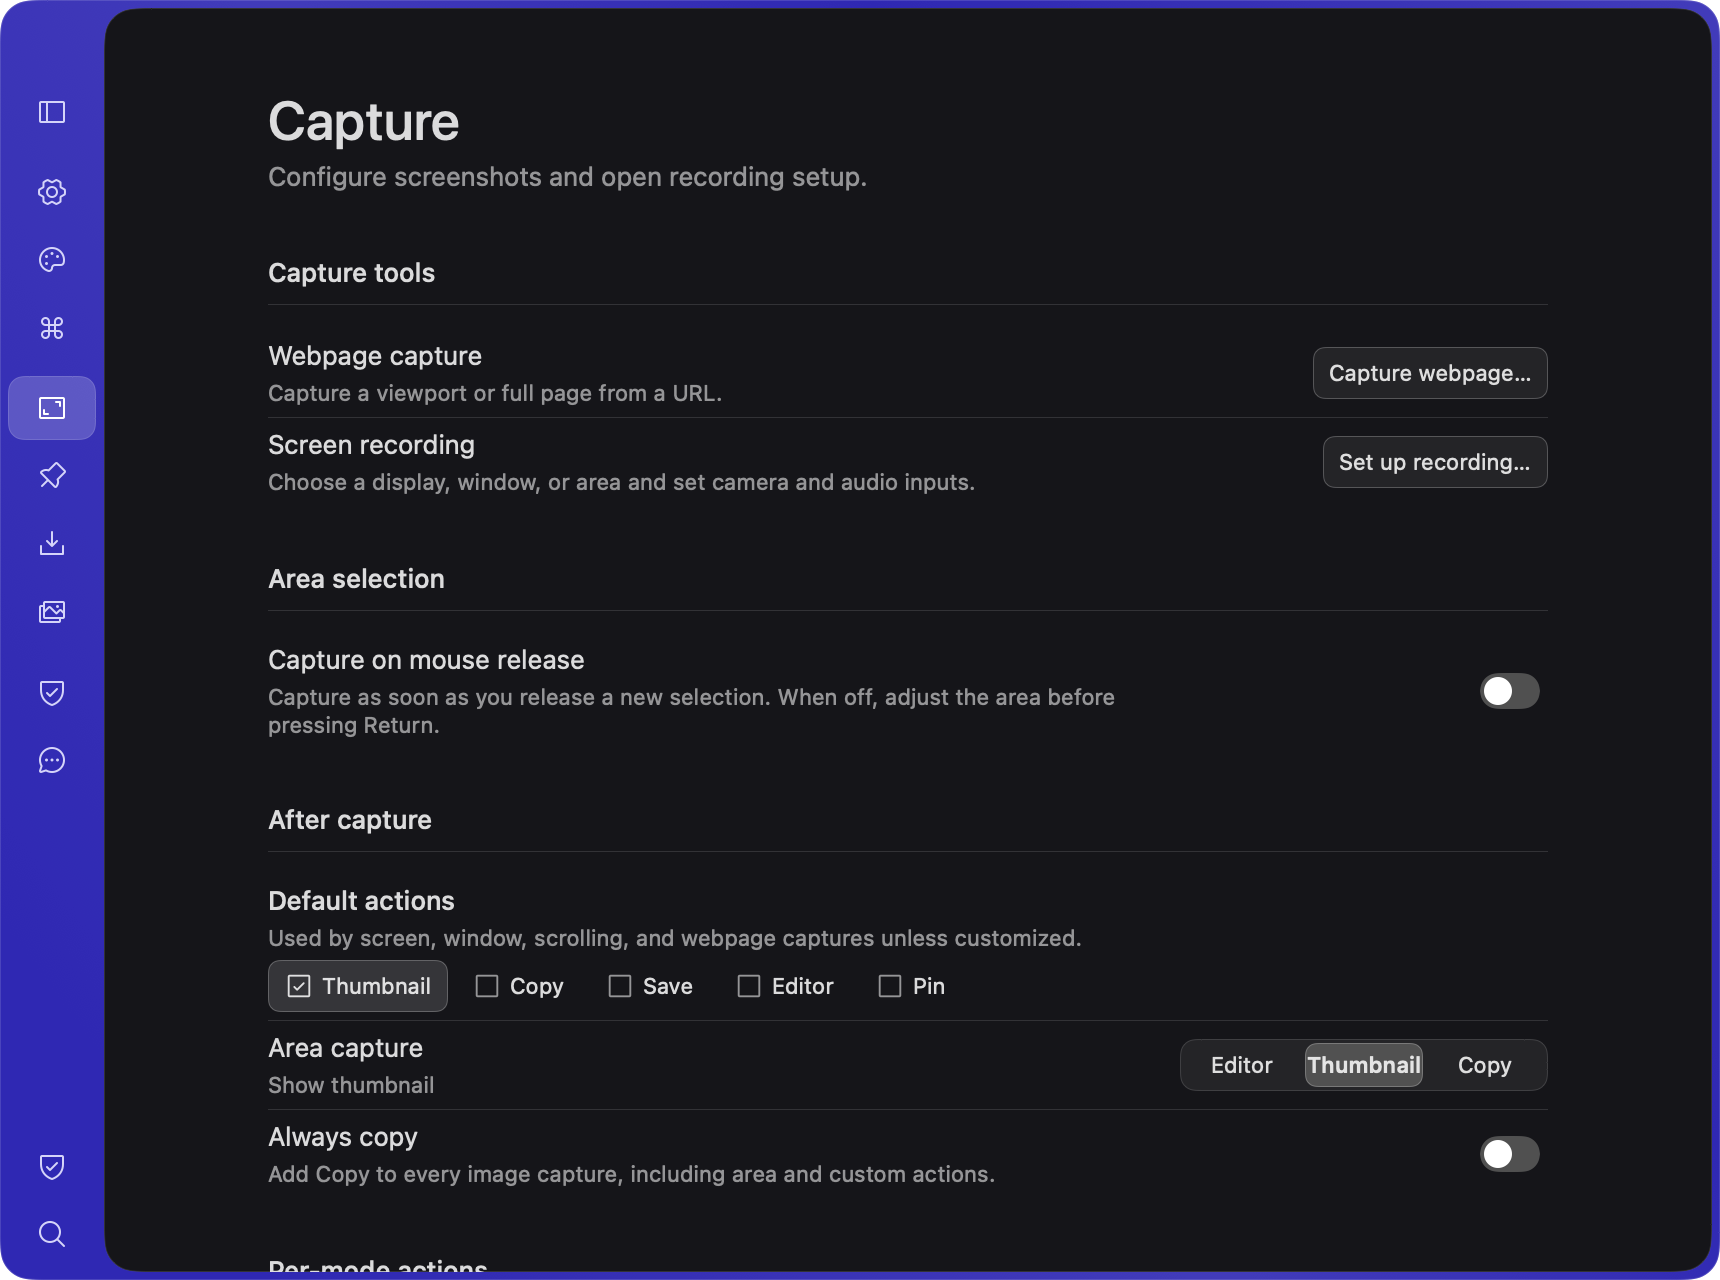 Capture
Configure screenshots and open recording setup.
Capture tools
Webpage capture
Capture a viewport or full page from a URL.
Capture webpage...
Screen recording
Choose a display, window, or area and set camera and audio inputs.
Set up recording...
Area selection
Capture on mouse release
Capture as soon as you release a new selection. When off, adjust the area before
pressing Return.
After capture
Default actions
Used by screen, window, scrolling, and webpage captures unless customized.
Thumbnail Copy Save Editor Pin
Area capture
Show thumbnail
Editor Thumbnail Copy
Always copy
Add Copy to every image capture, including area and custom actions.
Per-mode actions